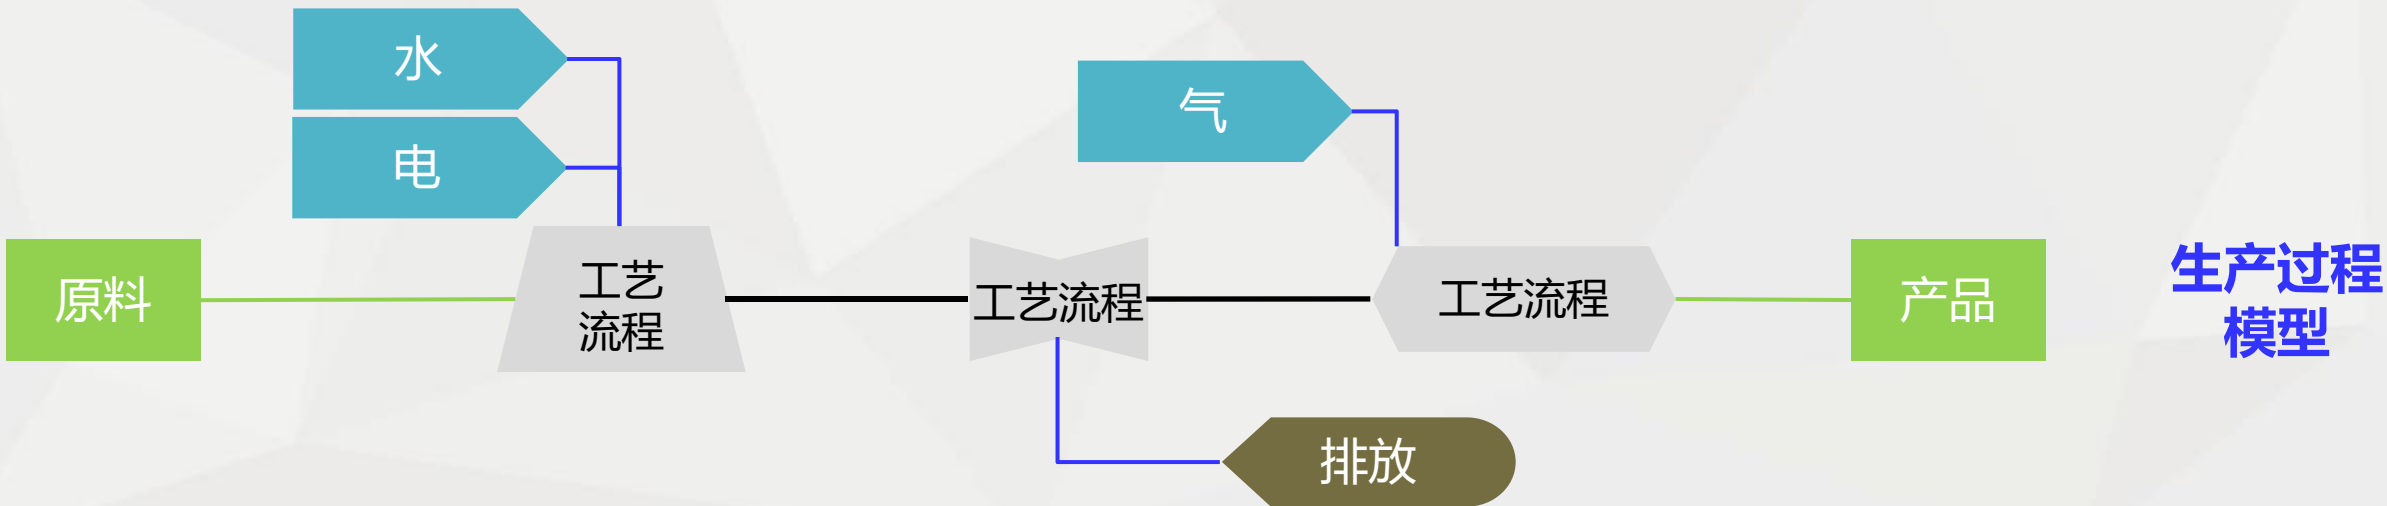 水
电
气
原料
工艺
流程
工艺流程
工艺流程
产品
生产过程
模型
排放